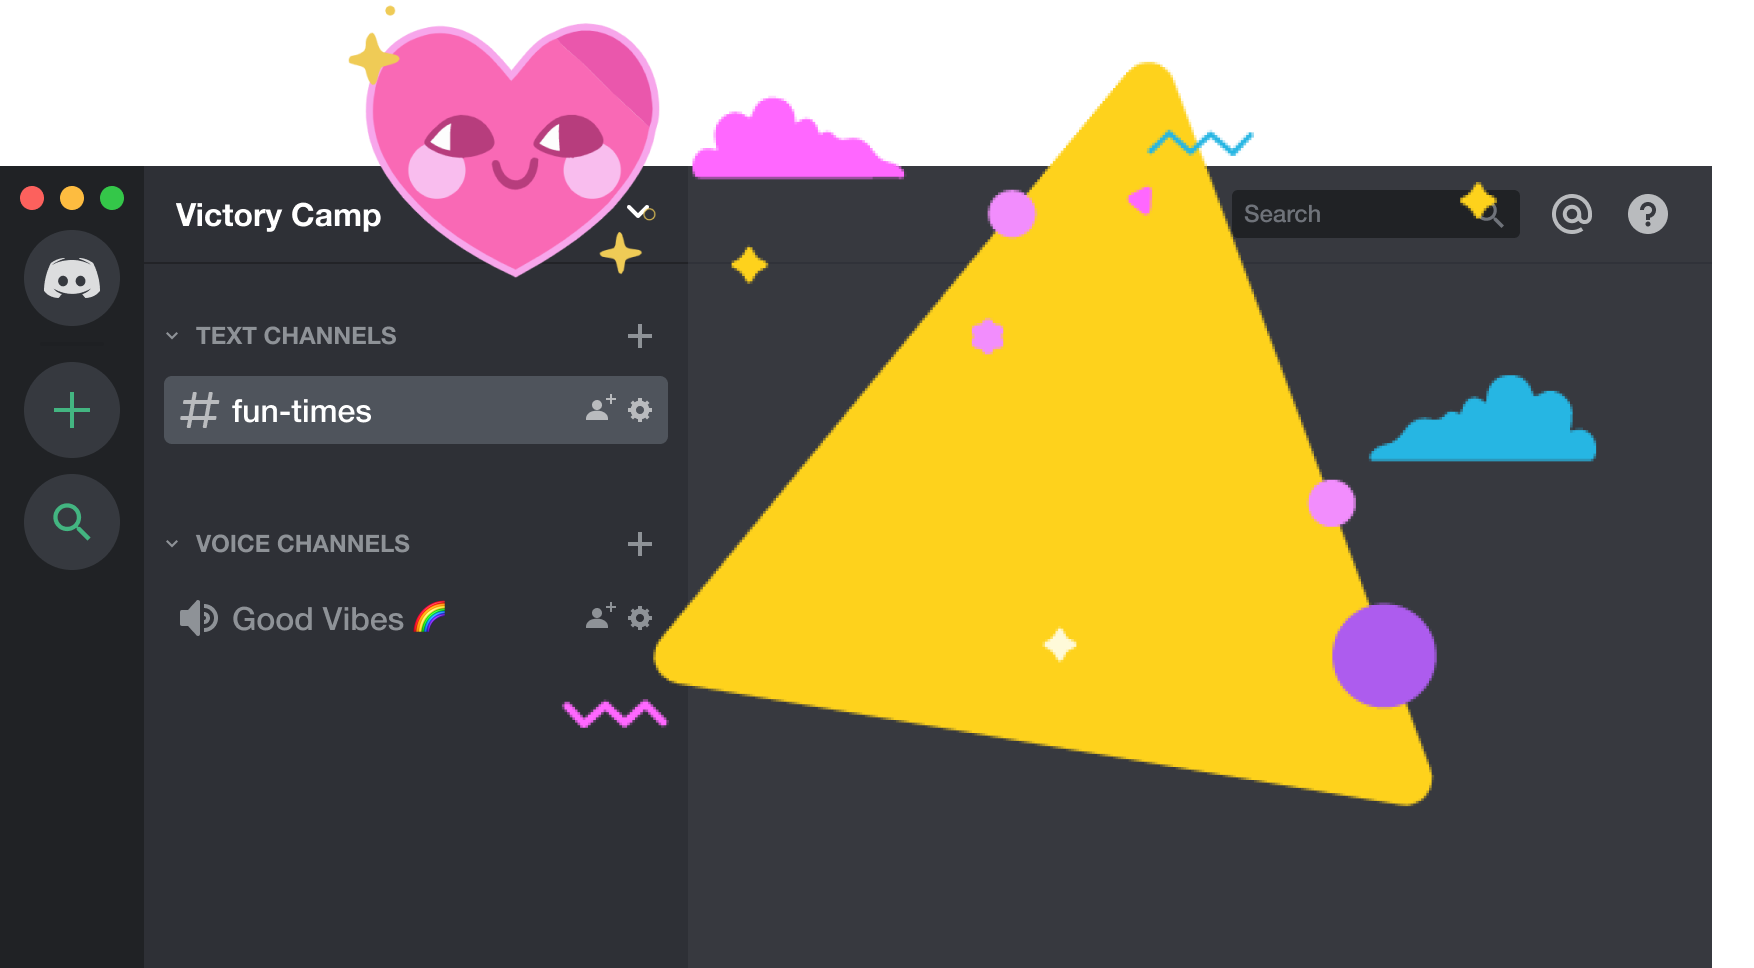 Victory Camp
Search
TEXT CHANNELS
fun-times
VOICE CHANNELS
Good Vibes 🌈